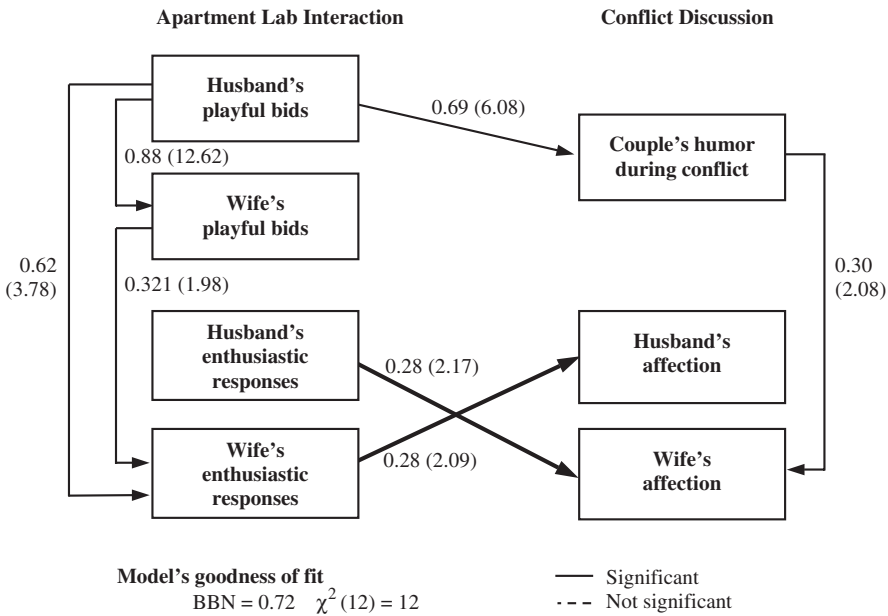 Apartment Lab Interaction
Conflict Discussion
Husband's
playful bids
0.69 (6.08)
Couple's humor
during conflict
0.88 (12.62)
Wife's
playful bids
0.62
(3.78)
0.321 (1.98)
0.30
(2.08)
Husband's
enthusiastic
responses
0.28 (2.17)
Husband's
affection
Wife's
enthusiastic
responses
0.28 (2.09)
Wife's
affection
Model's goodness of fit
BBN = 0.72 χ² (12) = 12
Significant
Not significant